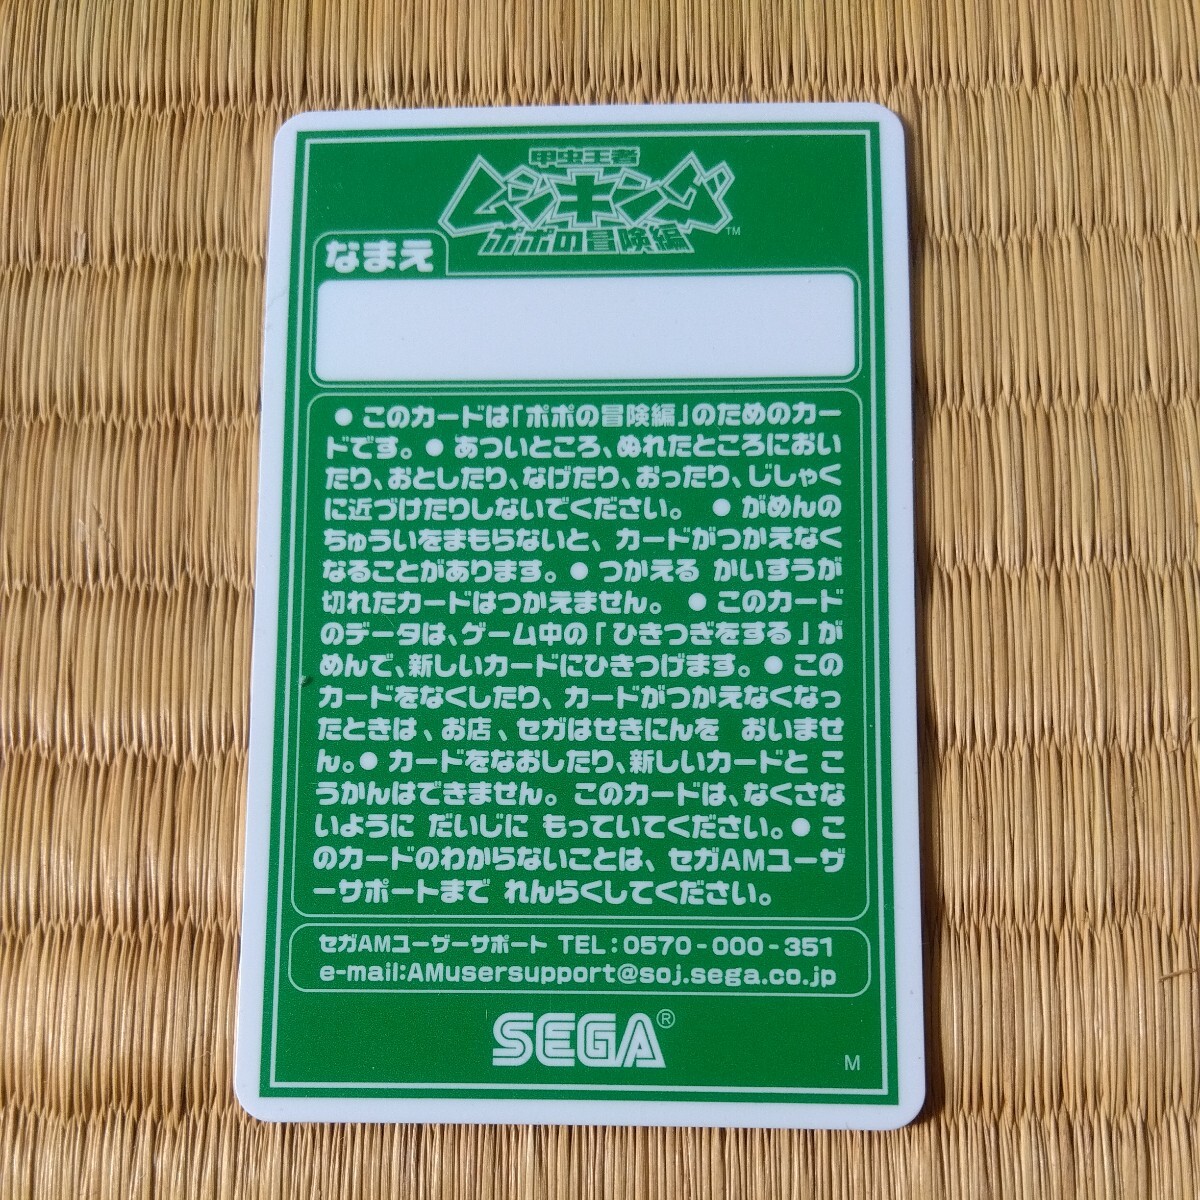 甲虫王者
ムシキング
ポポの冒険編™
なまえ
●このカードは「ポポの冒険編」のためのカー
ドです。●あついところ、ぬれたところにおい
たり、おとしたり、なげたり、おったり、じしゃく
に近づけたりしないでください。 ●がめんの
ちゅういをまもらないと、カードがつかえなく
なることがあります。●つかえる かいすうが
切れたカードはつかえません。 ●このカード
のデータは、ゲーム中の「ひきつぎをする」が
めんで、新しいカードにひきつげます。●この
カードをなくしたり、カードがつかえなくなっ
たときは、お店、セガはせきにんを おいませ
ん。●カードをなおしたり、新しいカードと こ
うかんはできません。このカードは、なくさな
いように だいじに もっていてください。●こ
のカードのわからないことは、セガAMユーザ
ーサポートまで れんらくしてください。
セガAMユーザーサポート TEL:0570-000-351
e-mail:AMusersupport@soj.sega.co.jp
SEGA®
M